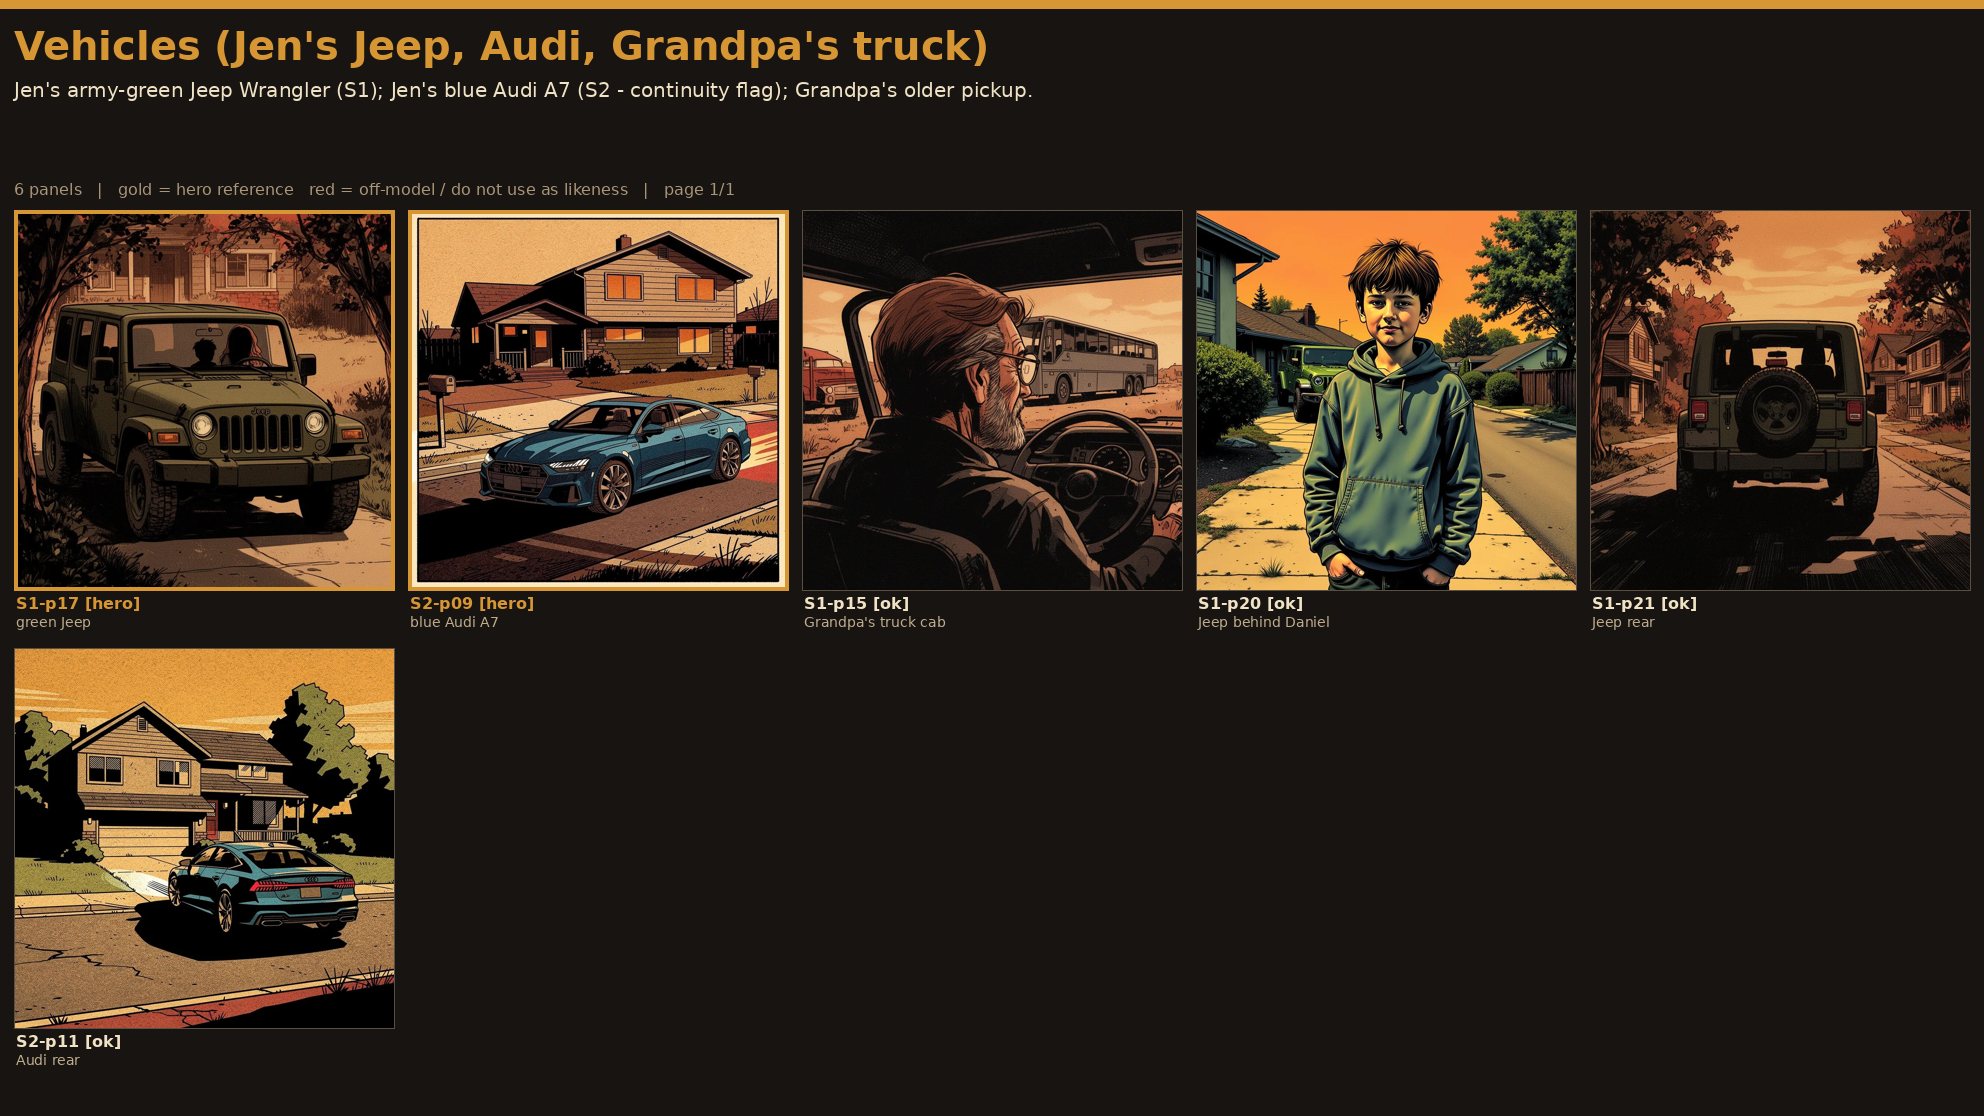 Vehicles (Jen's Jeep, Audi, Grandpa's truck)
Jen's army-green Jeep Wrangler (S1); Jen's blue Audi A7 (S2 - continuity flag); Grandpa's older pickup.
6 panels | gold = hero reference red = off-model / do not use as likeness | page 1/1
Jeep
S1-p17 [hero]
green Jeep
S2-p09 [hero]
blue Audi A7
S1-p15 [ok]
Grandpa's truck cab
S1-p20 [ok]
Jeep behind Daniel
S1-p21 [ok]
Jeep rear
S2-p11 [ok]
Audi rear